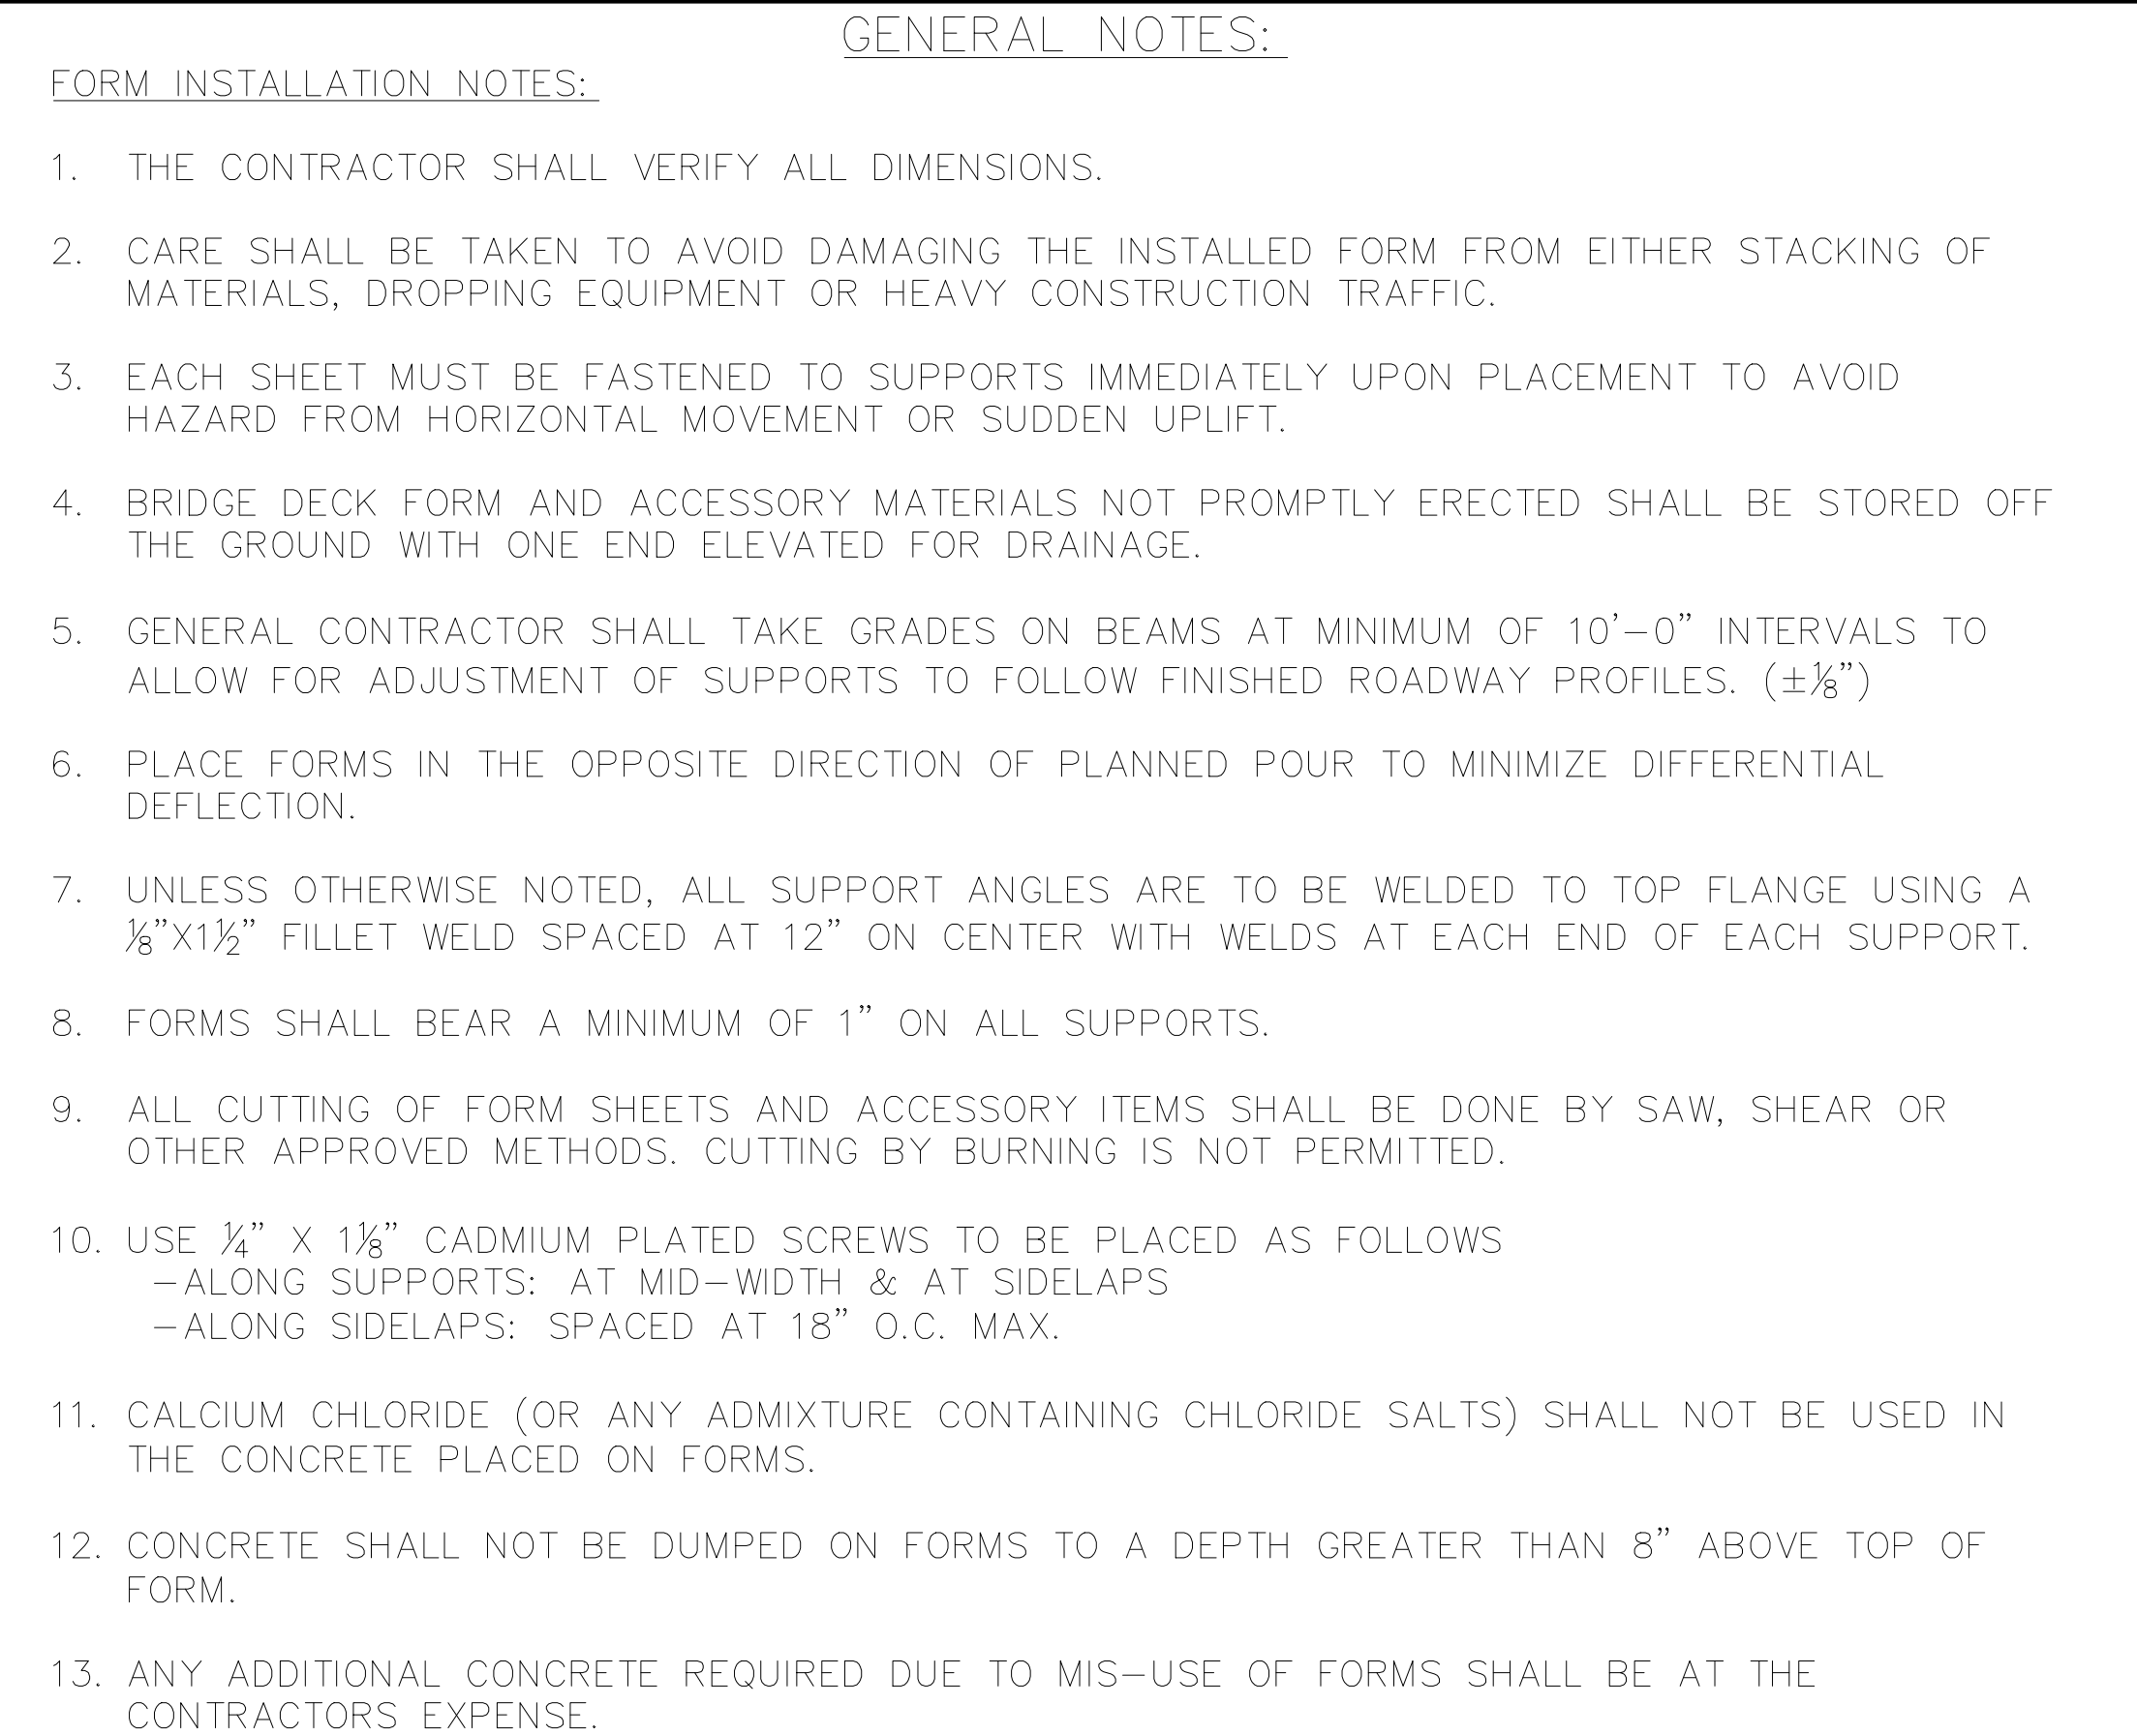 GENERAL NOTES:
FORM INSTALLATION NOTES:
1. THE CONTRACTOR SHALL VERIFY ALL DIMENSIONS.
2. CARE SHALL BE TAKEN TO AVOID DAMAGING THE INSTALLED FORM FROM EITHER STACKING OF
MATERIALS, DROPPING EQUIPMENT OR HEAVY CONSTRUCTION TRAFFIC.
3. EACH SHEET MUST BE FASTENED TO SUPPORTS IMMEDIATELY UPON PLACEMENT TO AVOID
HAZARD FROM HORIZONTAL MOVEMENT OR SUDDEN UPLIFT.
4. BRIDGE DECK FORM AND ACCESSORY MATERIALS NOT PROMPTLY ERECTED SHALL BE STORED OFF
THE GROUND WITH ONE END ELEVATED FOR DRAINAGE.
5. GENERAL CONTRACTOR SHALL TAKE GRADES ON BEAMS AT MINIMUM OF 10'-0" INTERVALS TO
ALLOW FOR ADJUSTMENT OF SUPPORTS TO FOLLOW FINISHED ROADWAY PROFILES. (±⅛")
6. PLACE FORMS IN THE OPPOSITE DIRECTION OF PLANNED POUR TO MINIMIZE DIFFERENTIAL
DEFLECTION.
7. UNLESS OTHERWISE NOTED, ALL SUPPORT ANGLES ARE TO BE WELDED TO TOP FLANGE USING A
⅛"X1½" FILLET WELD SPACED AT 12" ON CENTER WITH WELDS AT EACH END OF EACH SUPPORT.
8. FORMS SHALL BEAR A MINIMUM OF 1" ON ALL SUPPORTS.
9. ALL CUTTING OF FORM SHEETS AND ACCESSORY ITEMS SHALL BE DONE BY SAW, SHEAR OR
OTHER APPROVED METHODS. CUTTING BY BURNING IS NOT PERMITTED.
10. USE ¼" X 1⅛" CADMIUM PLATED SCREWS TO BE PLACED AS FOLLOWS
-ALONG SUPPORTS: AT MID-WIDTH & AT SIDELAPS
-ALONG SIDELAPS: SPACED AT 18" O.C. MAX.
11. CALCIUM CHLORIDE (OR ANY ADMIXTURE CONTAINING CHLORIDE SALTS) SHALL NOT BE USED IN
THE CONCRETE PLACED ON FORMS.
12. CONCRETE SHALL NOT BE DUMPED ON FORMS TO A DEPTH GREATER THAN 8" ABOVE TOP OF
FORM.
13. ANY ADDITIONAL CONCRETE REQUIRED DUE TO MIS-USE OF FORMS SHALL BE AT THE
CONTRACTORS EXPENSE.